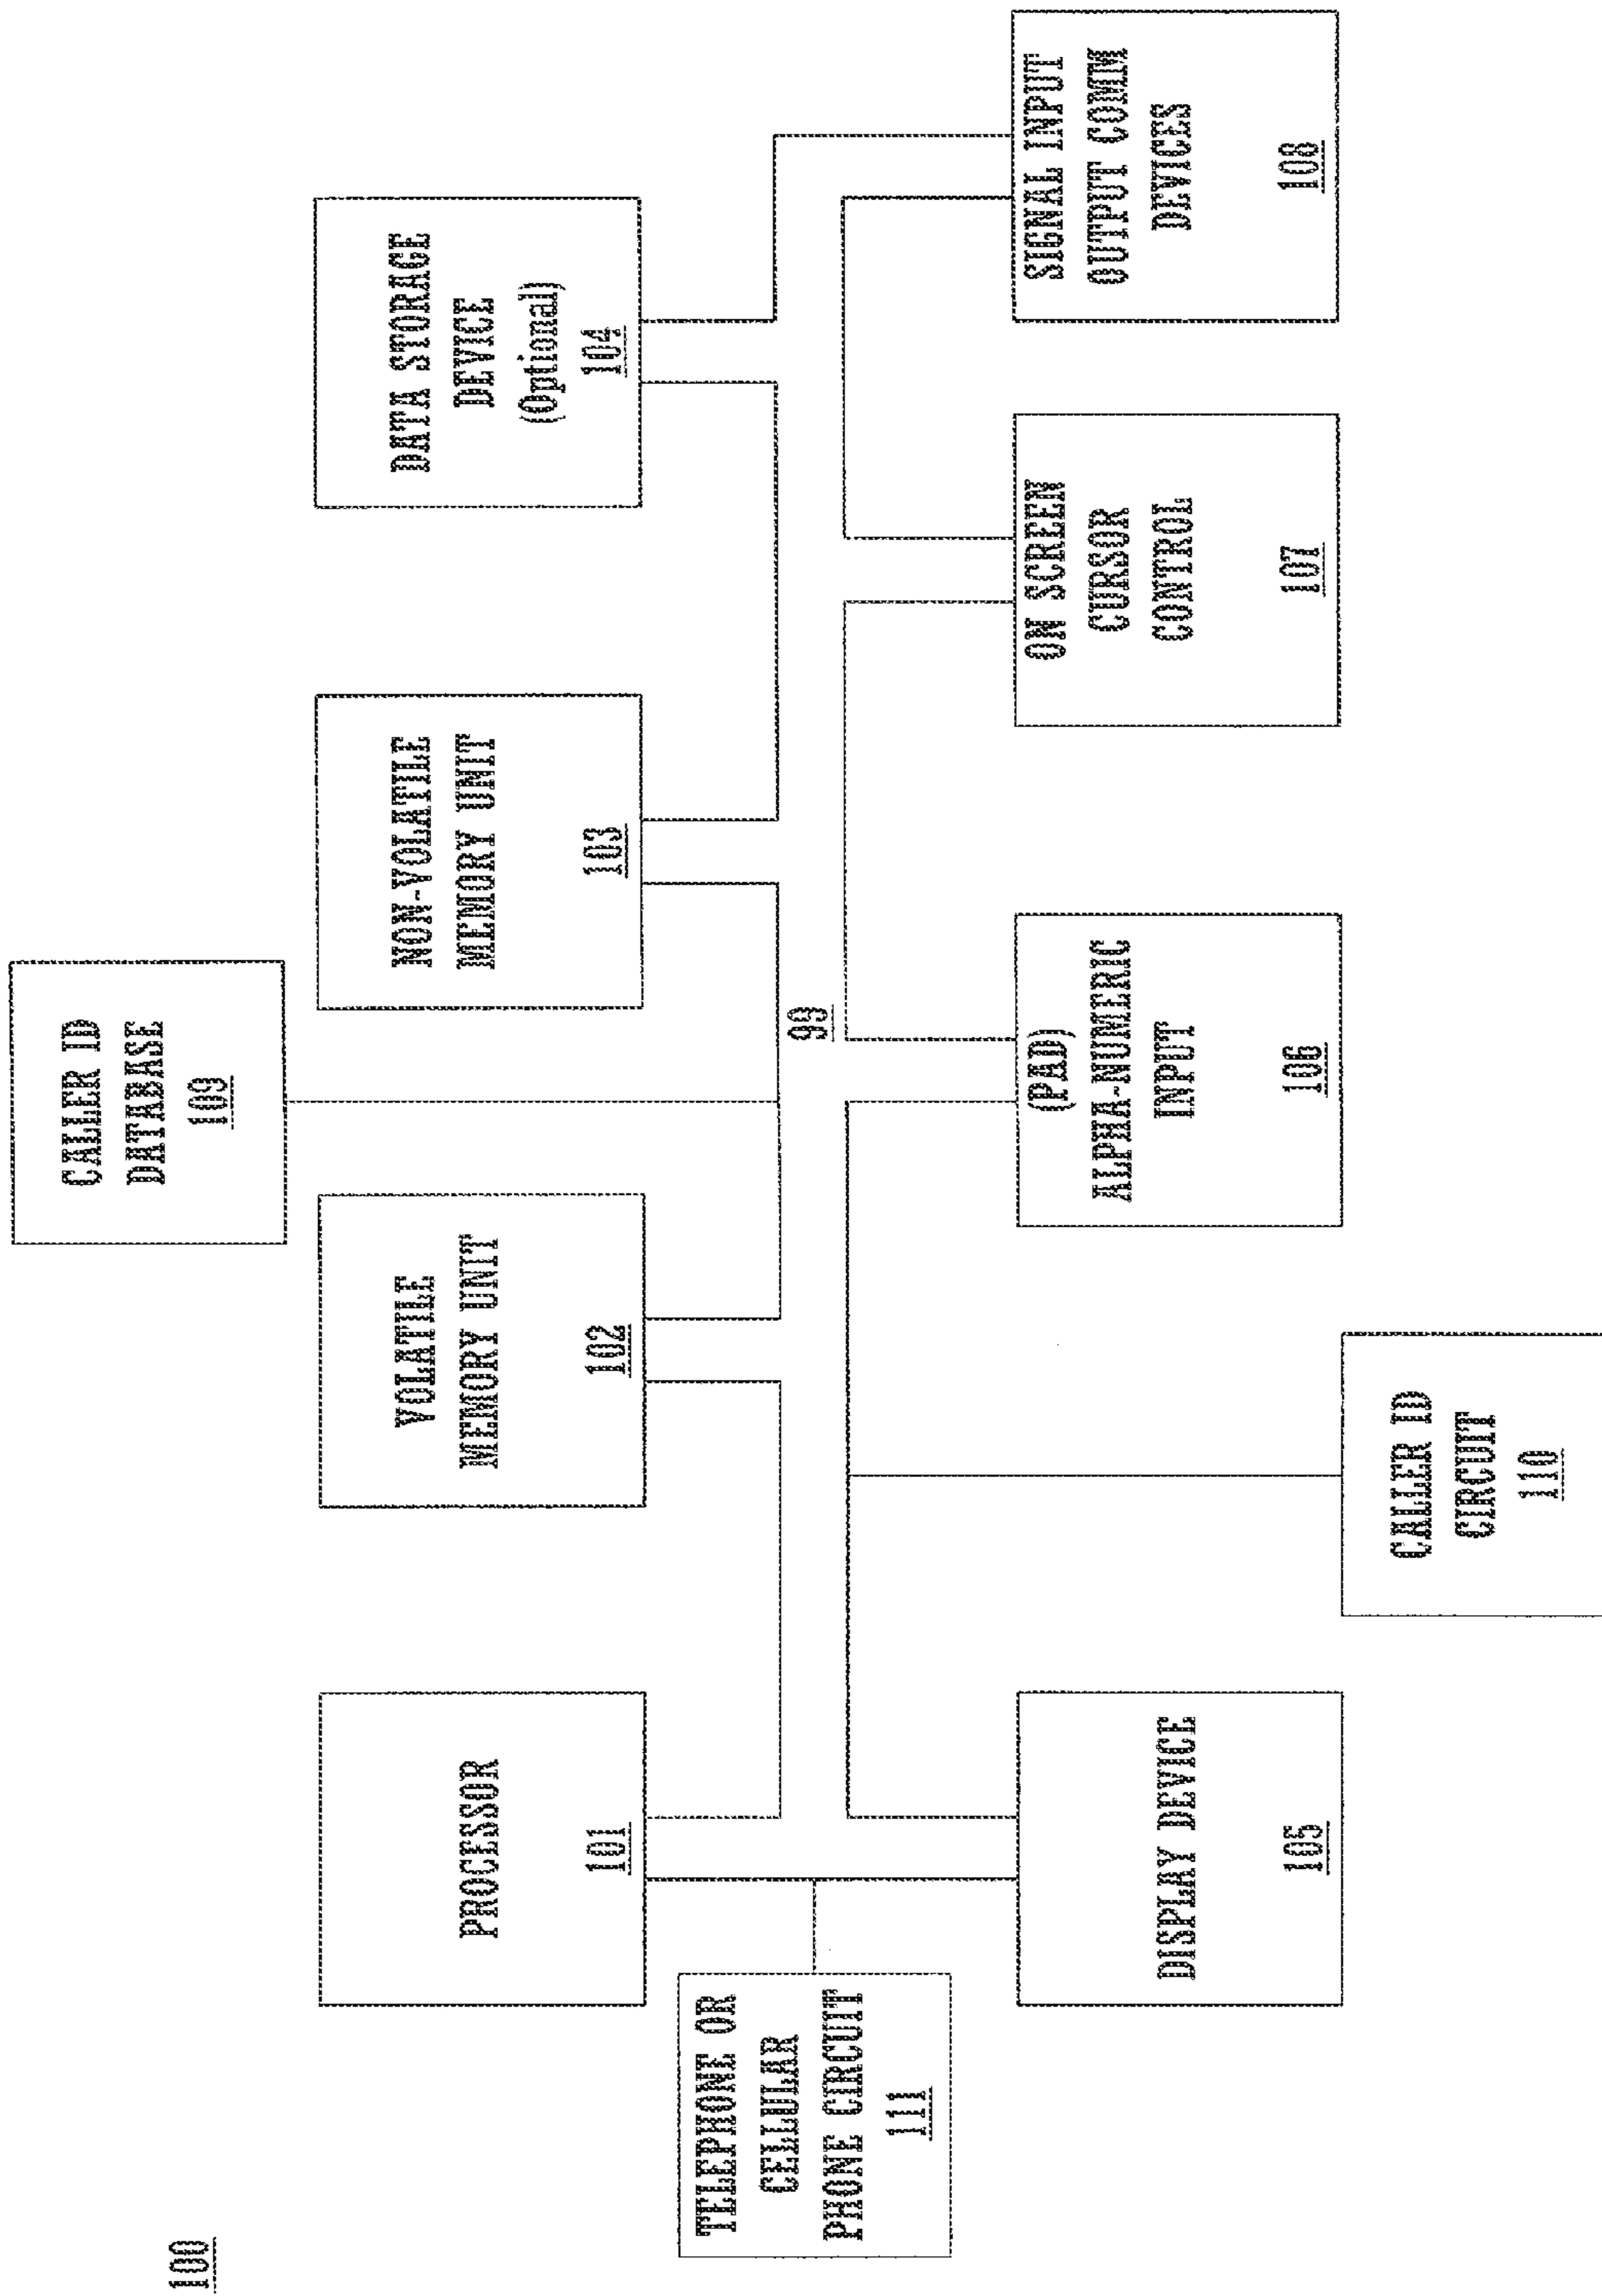 100
CALLER ID
DATABASE
109
PROCESSOR
101
VOLATILE
MEMORY UNIT
102
NON-VOLATILE
MEMORY UNIT
103
DATA STORAGE
DEVICE
(Optional)
104
TELEPHONE OR
CELLULAR
PHONE CIRCUIT
111
99
DISPLAY DEVICE
105
(PAD)
ALPHA-NUMERIC
INPUT
106
ON SCREEN
CURSOR
CONTROL
107
SIGNAL INPUT
OUTPUT COMM
DEVICES
108
CALLER ID
CIRCUIT
110